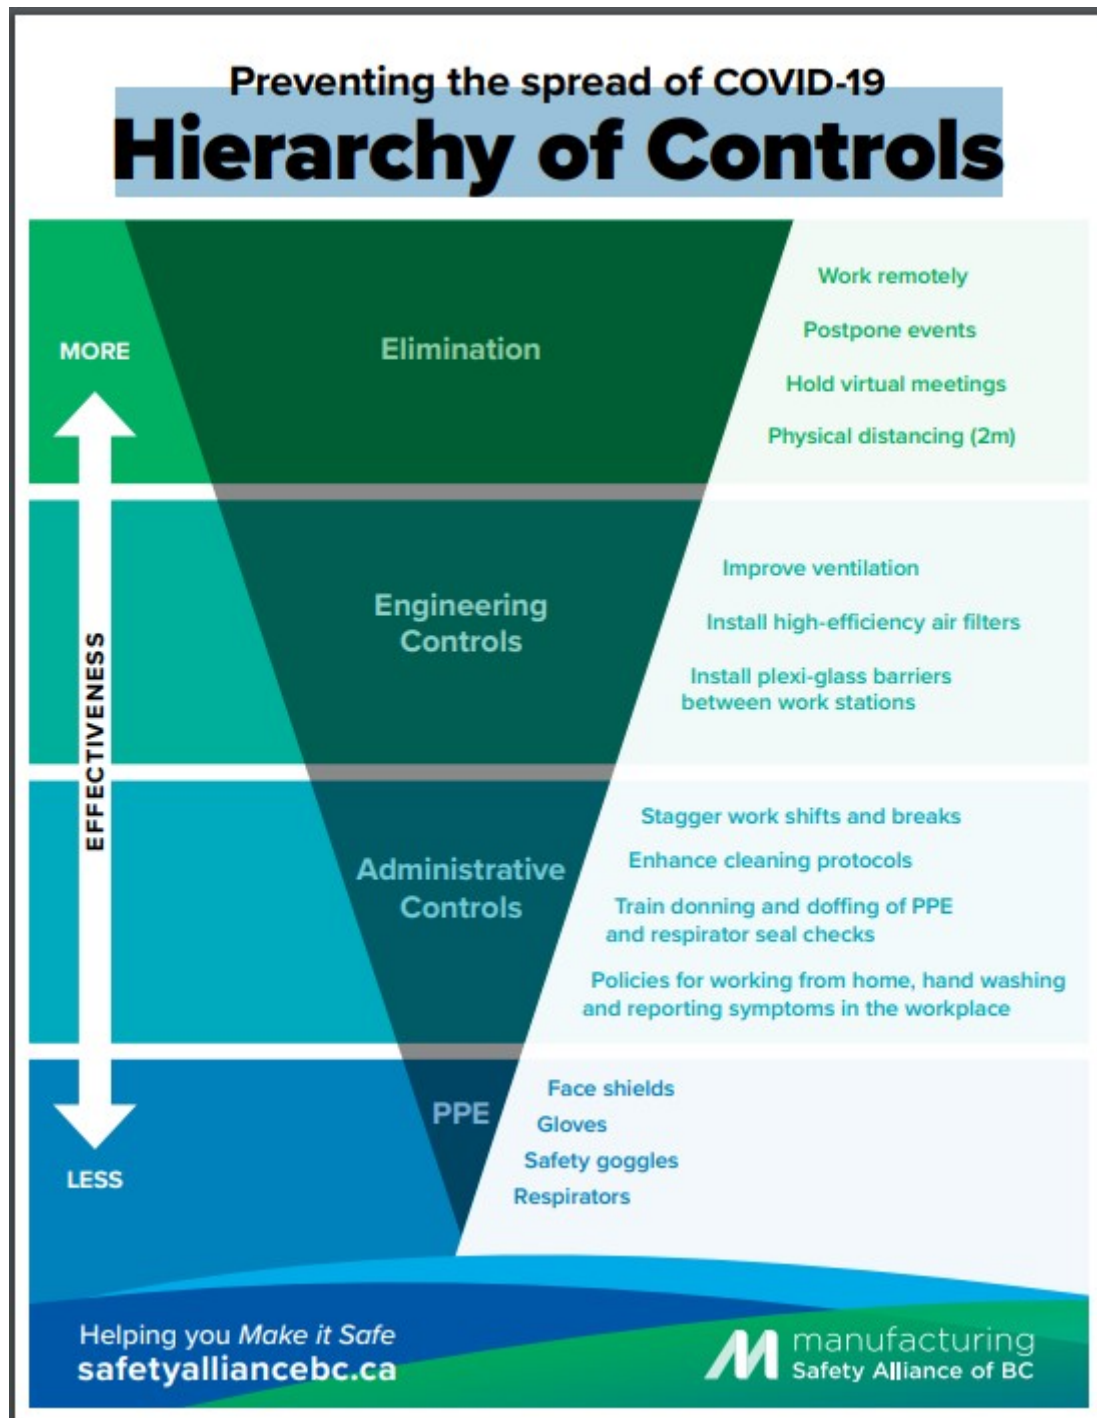 Preventing the spread of COVID-19
Hierarchy of Controls
MORE
EFFECTIVENESS
LESS
Elimination
Work remotely
Postpone events
Hold virtual meetings
Physical distancing (2m)
Engineering
Controls
Improve ventilation
Install high-efficiency air filters
Install plexi-glass barriers
between work stations
Administrative
Controls
Stagger work shifts and breaks
Enhance cleaning protocols
Train donning and doffing of PPE
and respirator seal checks
Policies for working from home, hand washing
and reporting symptoms in the workplace
PPE
Face shields
Gloves
Safety goggles
Respirators
Helping you Make it Safe
safetyalliancebc.ca
manufacturing
Safety Alliance of BC